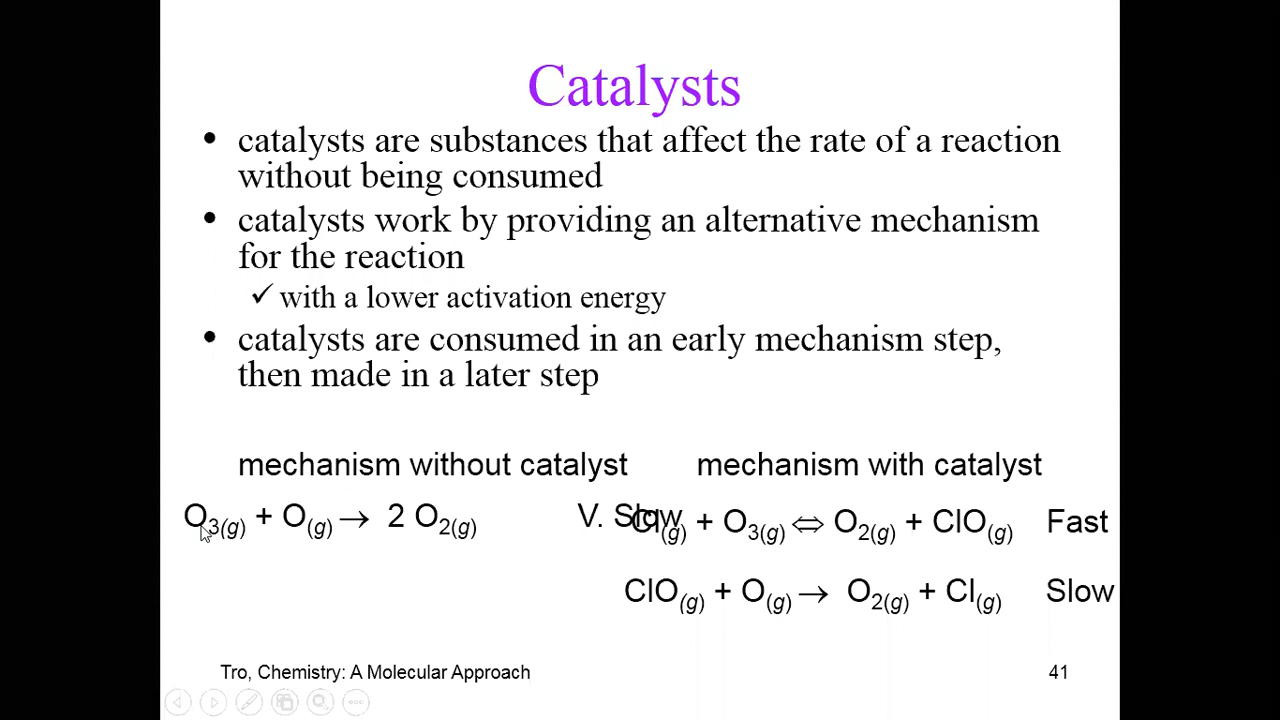 Catalysts
• catalysts are substances that affect the rate of a reaction
without being consumed
• catalysts work by providing an alternative mechanism
for the reaction
✓ with a lower activation energy
• catalysts are consumed in an early mechanism step,
then made in a later step
mechanism without catalyst
O3(g) + O(g) → 2 O2(g) V. Slow
mechanism with catalyst
Cl(g) + O3(g) ⇔ O2(g) + ClO(g) Fast
ClO(g) + O(g) → O2(g) + Cl(g) Slow
Tro, Chemistry: A Molecular Approach
41